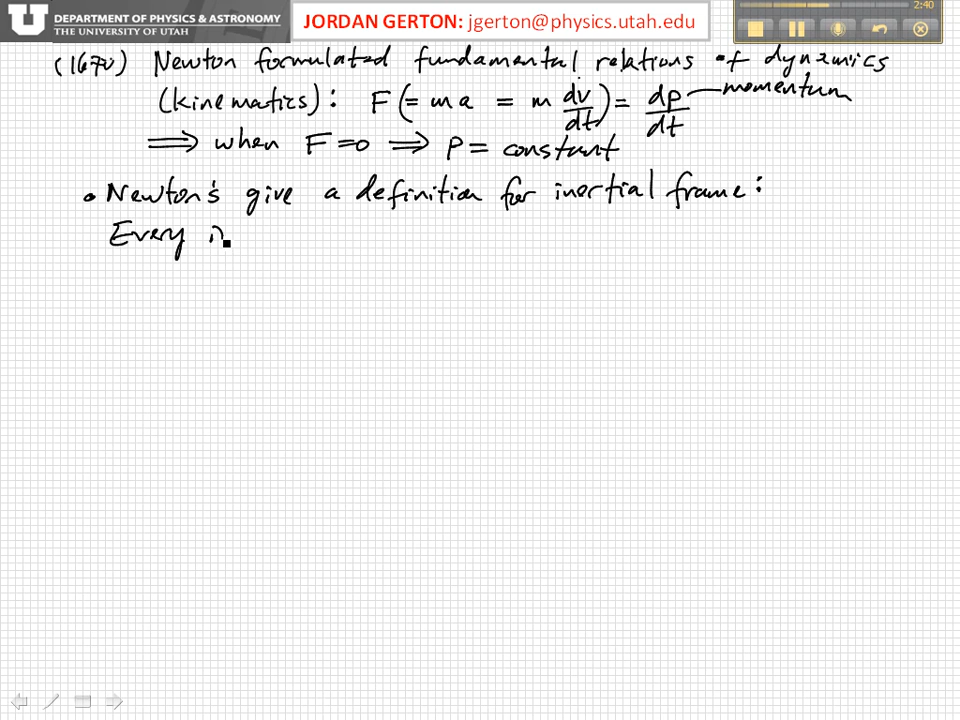 DEPARTMENT OF PHYSICS & ASTRONOMY
THE UNIVERSITY OF UTAH
JORDAN GERTON: jgerton@physics.utah.edu
2:40
(1670) Newton formulated fundamental relations of dynamics
(kinematics): F (= ma = m dv/dt) = dp/dt momentum
⟹ when F=0 ⟹ p = constant
• Newton's give a definition for inertial frame:
Every